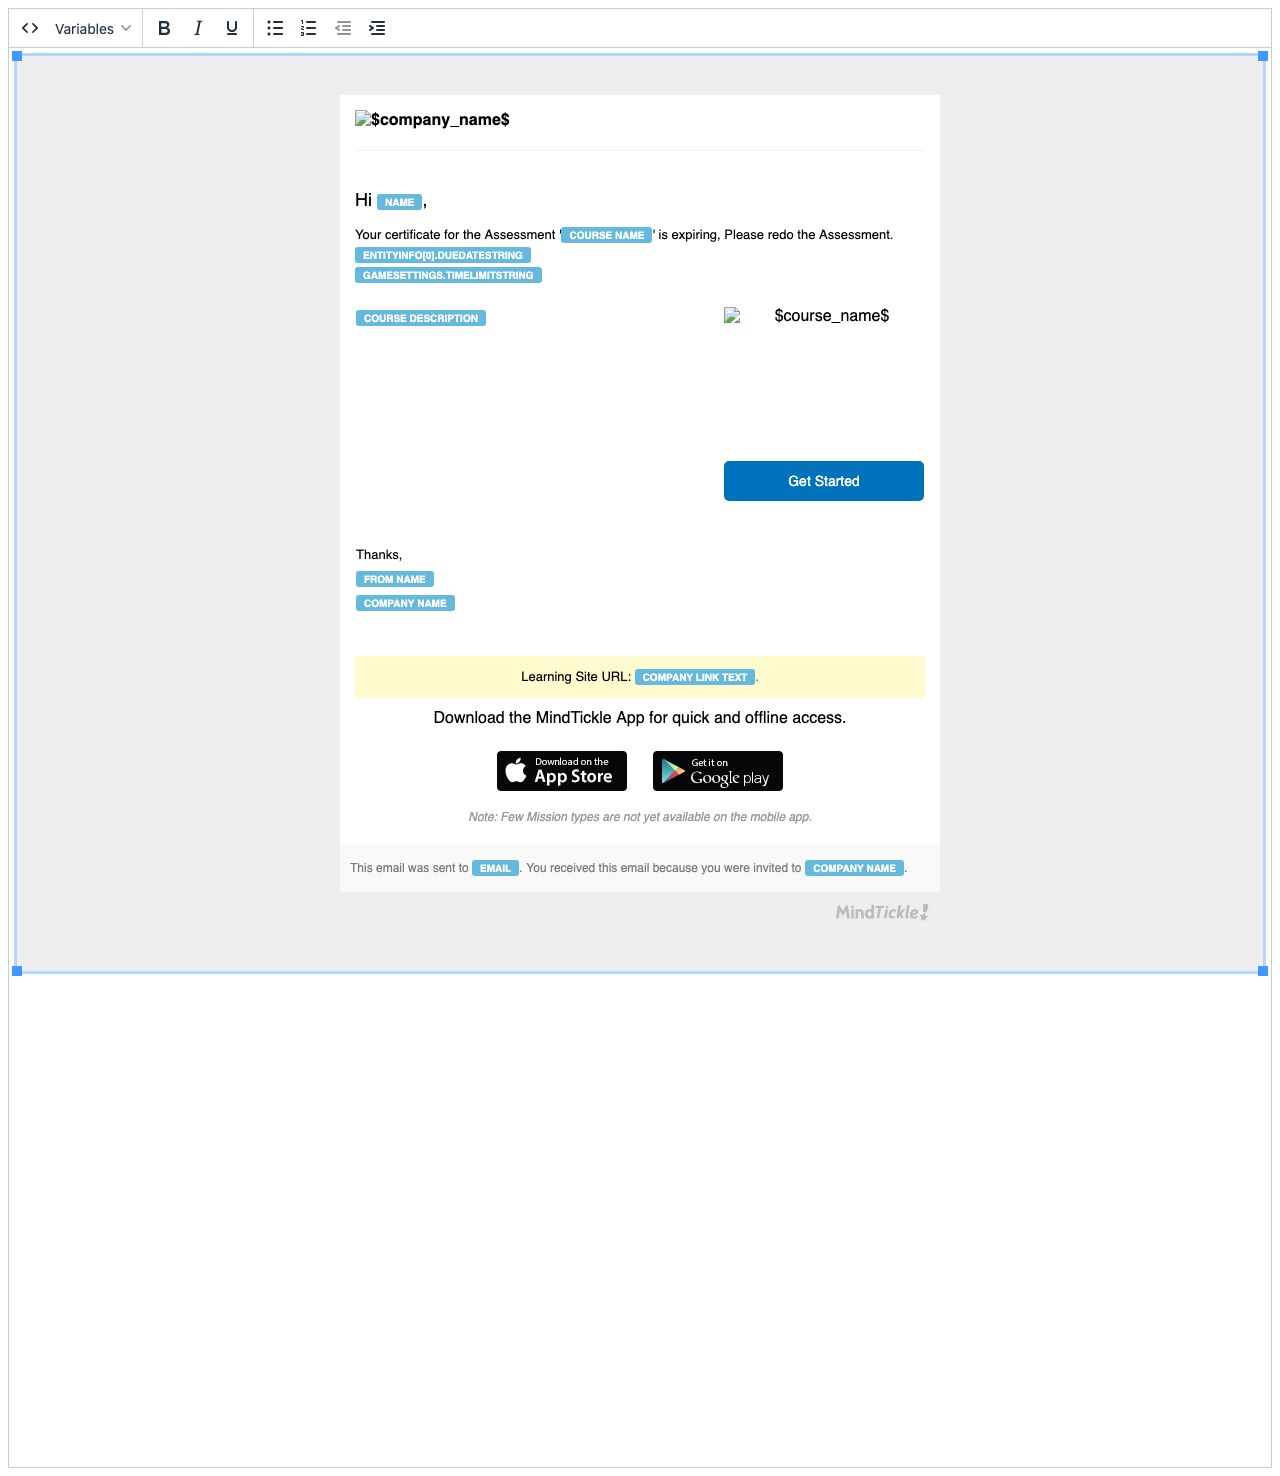 Variables
$company_name$
Hi NAME,
Your certificate for the Assessment 'COURSE NAME' is expiring, Please redo the Assessment.
ENTITYINFO[0].DUEDATESTRING
GAMESETTINGS.TIMELIMITSTRING
COURSE DESCRIPTION
$course_name$
Get Started
Thanks,
FROM NAME
COMPANY NAME
Learning Site URL: COMPANY LINK TEXT.
Download the MindTickle App for quick and offline access.
Download on the
App Store
Get it on
Google play
Note: Few Mission types are not yet available on the mobile app.
This email was sent to EMAIL. You received this email because you were invited to COMPANY NAME.
MindTickle!